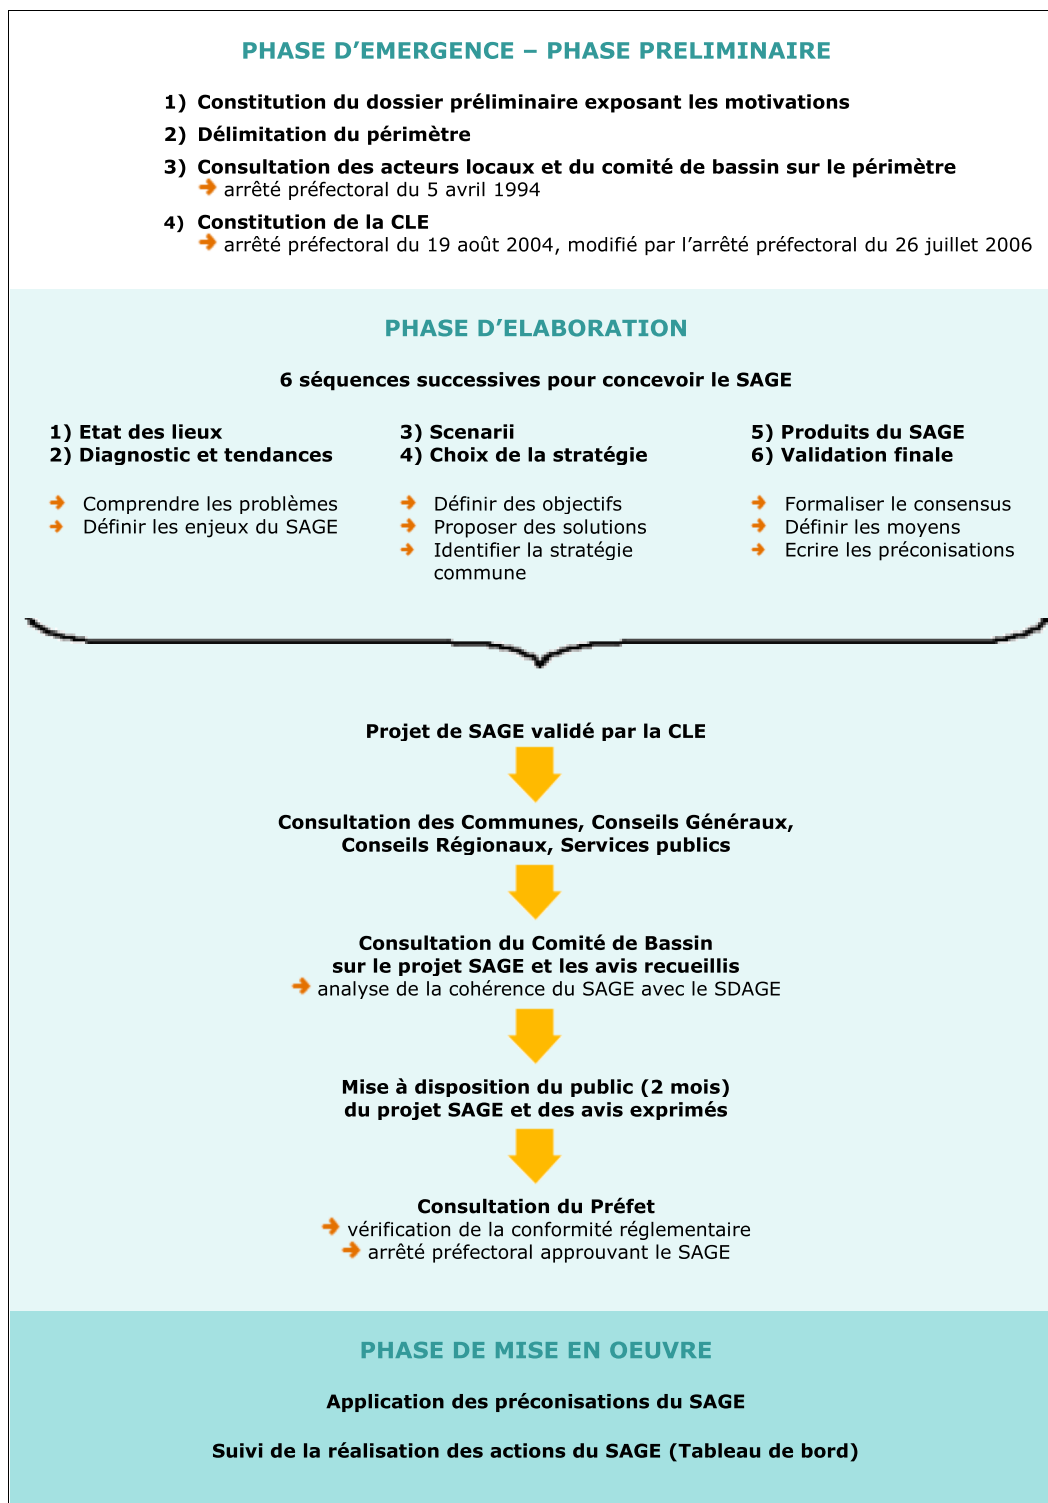 PHASE D’EMERGENCE – PHASE PRELIMINAIRE
1) Constitution du dossier préliminaire exposant les motivations
2) Délimitation du périmètre
3) Consultation des acteurs locaux et du comité de bassin sur le périmètre
arrêté préfectoral du 5 avril 1994
4) Constitution de la CLE
arrêté préfectoral du 19 août 2004, modifié par l’arrêté préfectoral du 26 juillet 2006
PHASE D’ELABORATION
6 séquences successives pour concevoir le SAGE
1) Etat des lieux
2) Diagnostic et tendances
Comprendre les problèmes
Définir les enjeux du SAGE
3) Scenarii
4) Choix de la stratégie
Définir des objectifs
Proposer des solutions
Identifier la stratégie
commune
5) Produits du SAGE
6) Validation finale
Formaliser le consensus
Définir les moyens
Ecrire les préconisations
Projet de SAGE validé par la CLE
Consultation des Communes, Conseils Généraux,
Conseils Régionaux, Services publics
Consultation du Comité de Bassin
sur le projet SAGE et les avis recueillis
analyse de la cohérence du SAGE avec le SDAGE
Mise à disposition du public (2 mois)
du projet SAGE et des avis exprimés
Consultation du Préfet
vérification de la conformité réglementaire
arrêté préfectoral approuvant le SAGE
PHASE DE MISE EN OEUVRE
Application des préconisations du SAGE
Suivi de la réalisation des actions du SAGE (Tableau de bord)